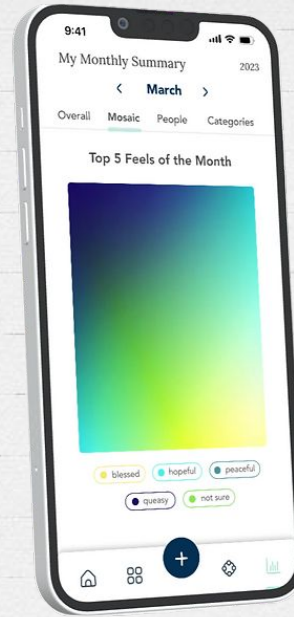 9:41
My Monthly Summary 2023
< March >
Overall Mosaic People Categories
Top 5 Feels of the Month
blessed hopeful peaceful
queasy not sure
+